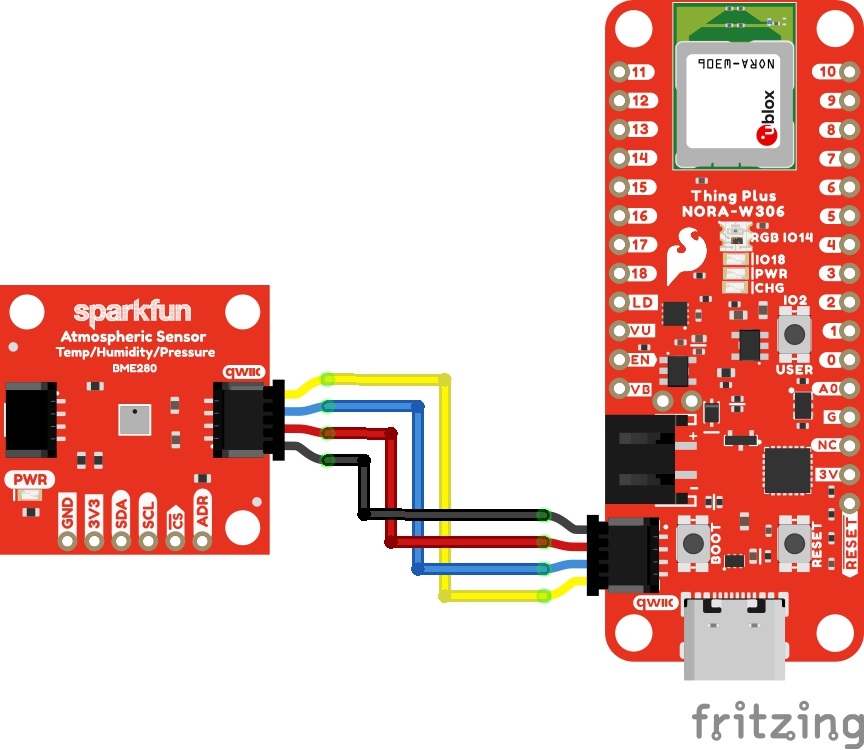 sparkfun
Atmospheric Sensor
Temp/Humidity/Pressure
BME280
qwiic
PWR
GND
3V3
SDA
SCL
CS
ADR
NORA-W306
ublox
11
12
13
14
15
16
17
18
LD
VU
EN
VB
10
9
8
7
6
5
4
3
2
1
0
A0
G
NC
3V
RESET
Thing Plus
NORA-W306
RGB IO14
IO18
PWR
CHG
IO2
USER
+
–
BOOT
RESET
qwiic
fritzing